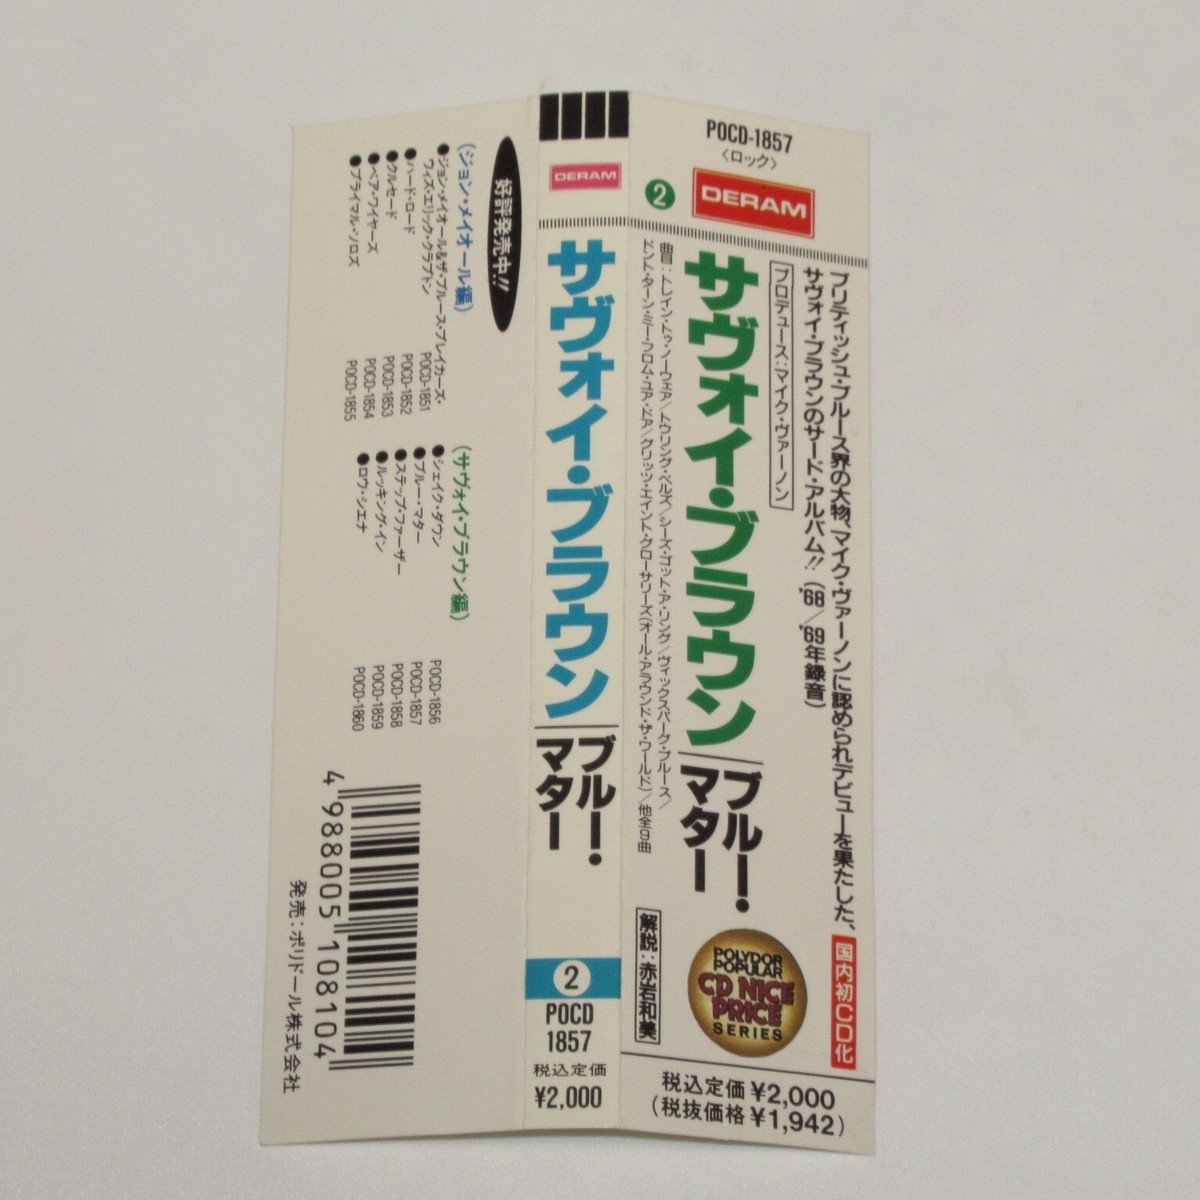 POCD-1857
〈ロック〉
DERAM
2
ブリティッシュ・ブルース界の大物、マイク・ヴァーノンに認められデビューを果たした、
サヴォイ・ブラウンのサード・アルバム!! ('68/'69年録音)
国内初CD化
プロデュース:マイク・ヴァーノン
サヴォイ・ブラウン
ブルー・
マター
曲目:トレイン・トゥ・ノーウェア/トウリング・ベルズ/シーズ・ゴット・ア・リング/ヴィックスバーグ・ブルース/
ドント・ターン・ミー・フロム・ユア・ドア/グロッツ・エイント・グローサリーズ(オール・アラウンド・ザ・ワールド)/他全9曲
解説:赤岩和美
POLYDOR
POPULAR
CD NICE
PRICE
SERIES
税込定価¥2,000
(税抜価格¥1,942)
DERAM
サヴォイ・ブラウン
ブルー・
マター
2
POCD
1857
税込定価
¥2,000
好評発売中!!
(ジョン・メイオール編)
●ジョン・メイオール&ザ・ブルース・ブレイカーズ・
ウィズ・エリック・クラプトン POCD-1851
●ハード・ロード POCD-1852
●クルセード POCD-1853
●ベア・ワイヤーズ POCD-1854
●プライマル・ソロズ POCD-1855
(サヴォイ・ブラウン編)
●シェイク・ダウン POCD-1856
●ブルー・マター POCD-1857
●ステップ・ファーザー POCD-1858
●ルッキング・イン POCD-1859
●ロウ・シエナ POCD-1860
4 988005 108104
発売:ポリドール株式会社